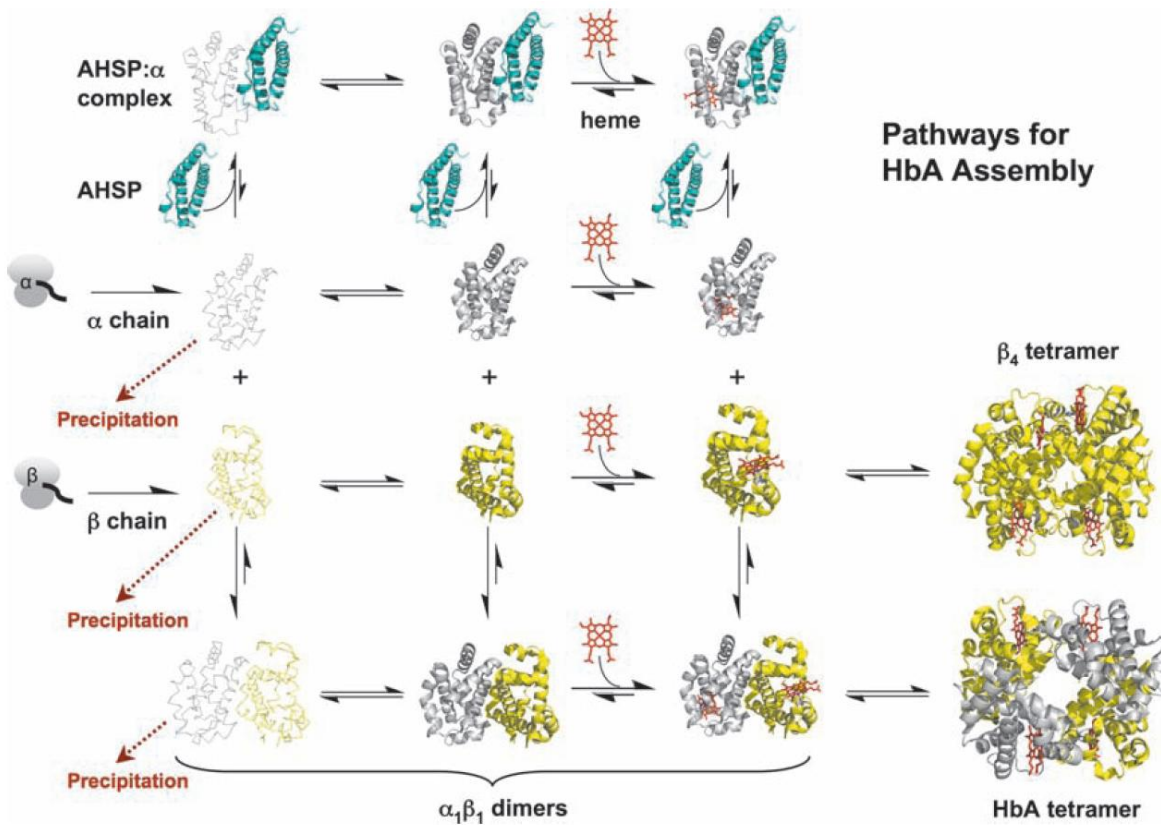 AHSP:α
complex
heme
Pathways for
HbA Assembly
AHSP
α
α chain
+
+
+
β₄ tetramer
Precipitation
β
β chain
Precipitation
Precipitation
α₁β₁ dimers
HbA tetramer